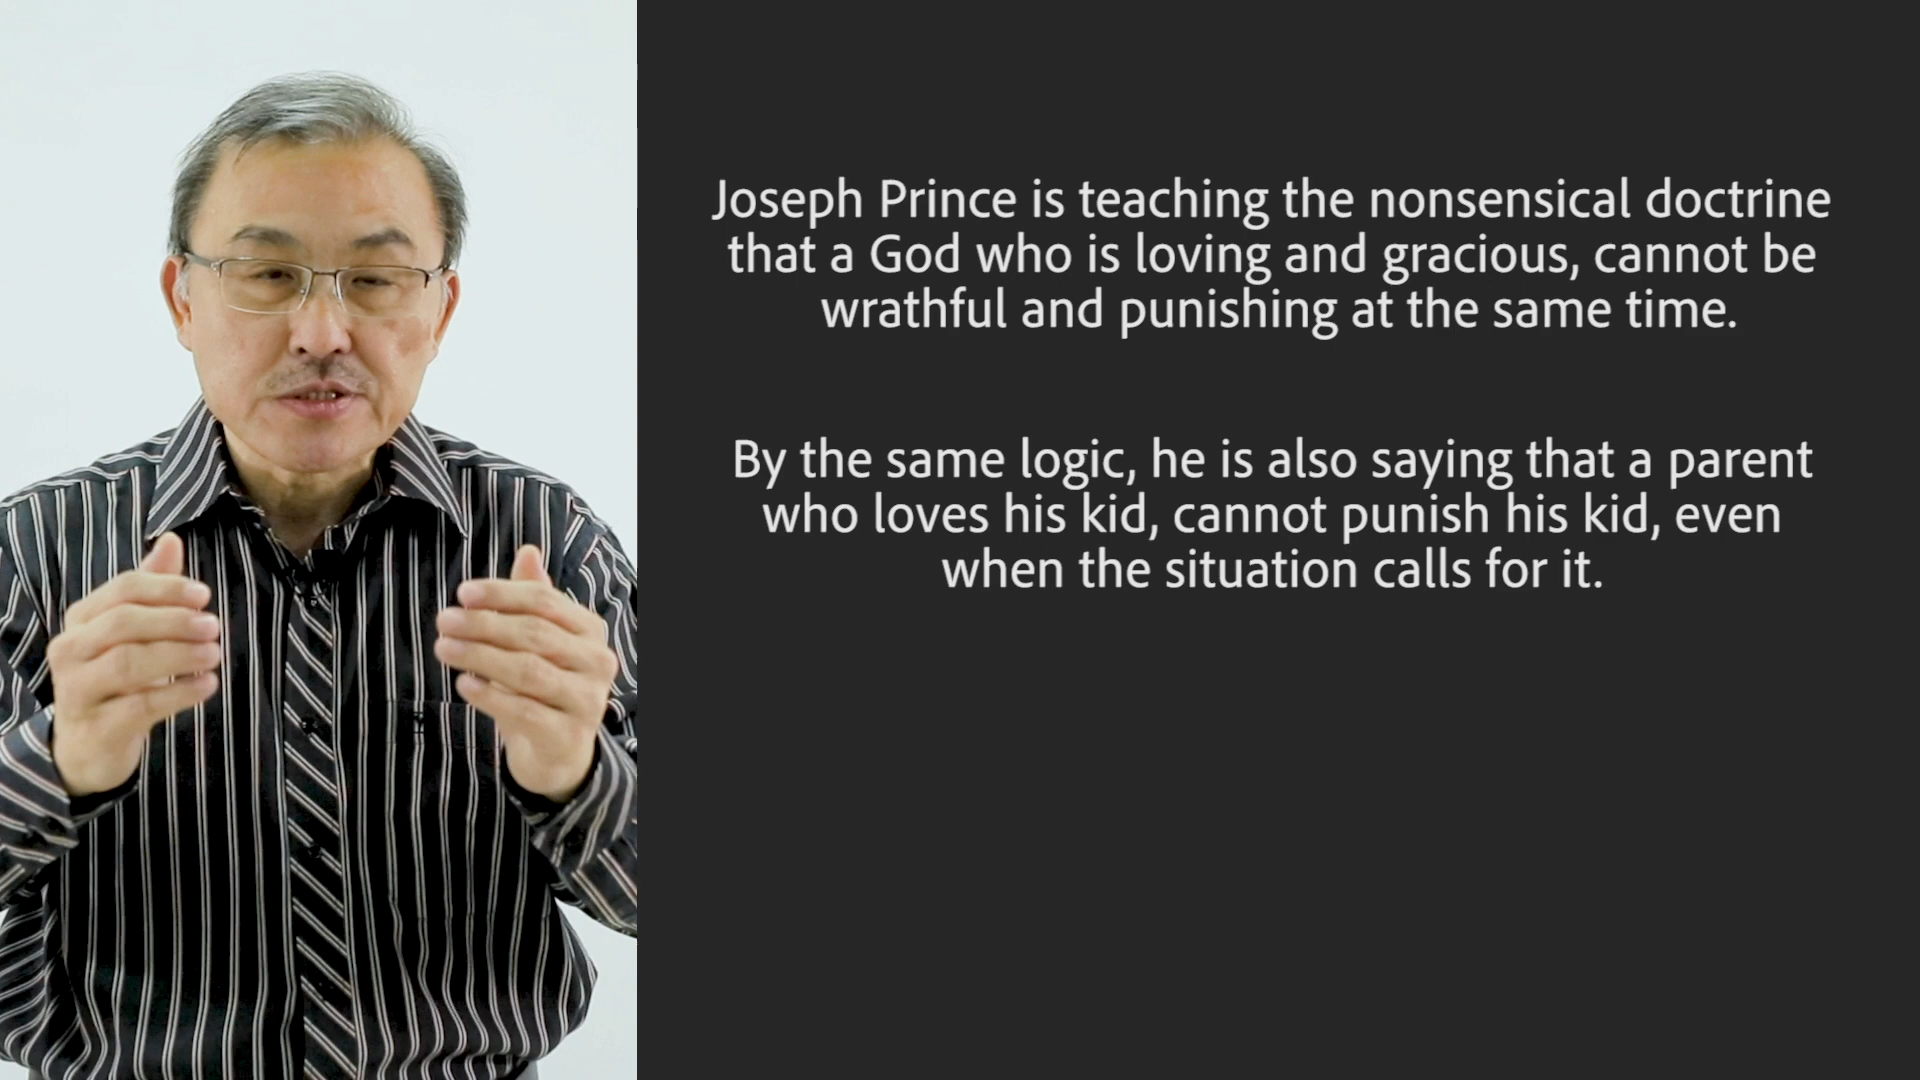 Joseph Prince is teaching the nonsensical doctrine
that a God who is loving and gracious, cannot be
wrathful and punishing at the same time.
By the same logic, he is also saying that a parent
who loves his kid, cannot punish his kid, even
when the situation calls for it.